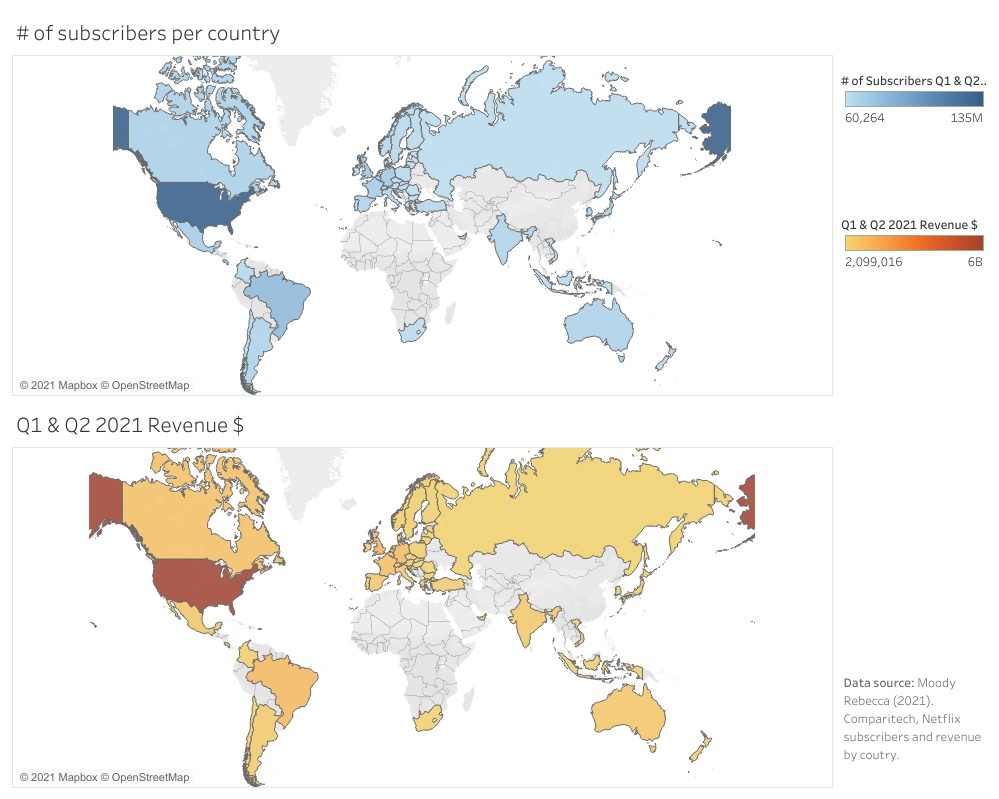 # of subscribers per country
# of Subscribers Q1 & Q2..
60,264 135M
© 2021 Mapbox © OpenStreetMap
Q1 & Q2 2021 Revenue $
2,099,016 6B
Q1 & Q2 2021 Revenue $
© 2021 Mapbox © OpenStreetMap
Data source: Moody
Rebecca (2021).
Comparitech, Netflix
subscribers and revenue
by coutry.